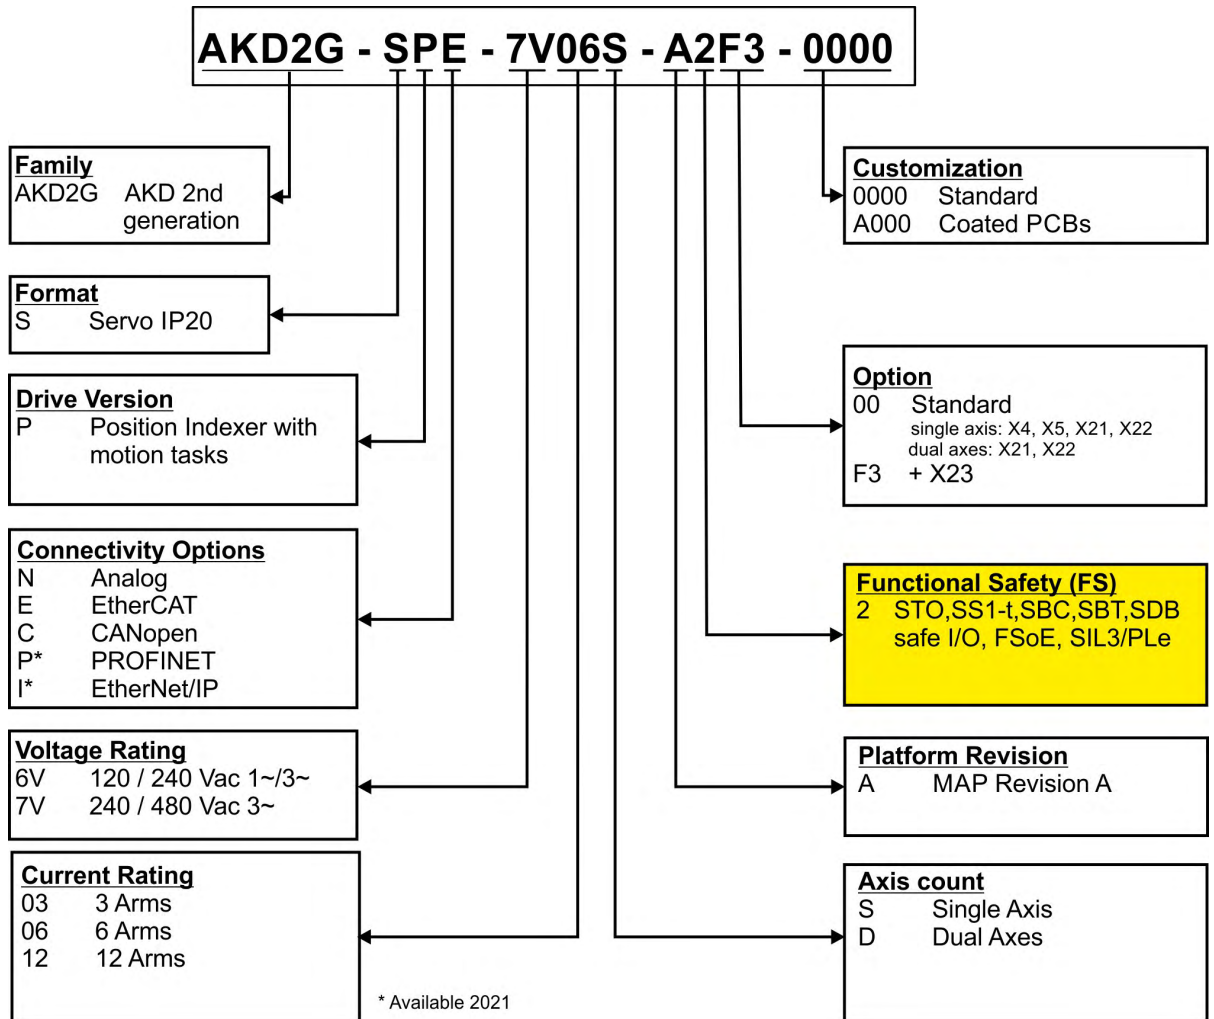 AKD2G - SPE - 7V06S - A2F3 - 0000
Family
AKD2G AKD 2nd
generation
Format
S Servo IP20
Drive Version
P Position Indexer with
motion tasks
Connectivity Options
N Analog
E EtherCAT
C CANopen
P* PROFINET
I* EtherNet/IP
Voltage Rating
6V 120 / 240 Vac 1~/3~
7V 240 / 480 Vac 3~
Current Rating
03 3 Arms
06 6 Arms
12 12 Arms
* Available 2021
Customization
0000 Standard
A000 Coated PCBs
Option
00 Standard
single axis: X4, X5, X21, X22
dual axes: X21, X22
F3 + X23
Functional Safety (FS)
2 STO,SS1-t,SBC,SBT,SDB
safe I/O, FSoE, SIL3/PLe
Platform Revision
A MAP Revision A
Axis count
S Single Axis
D Dual Axes